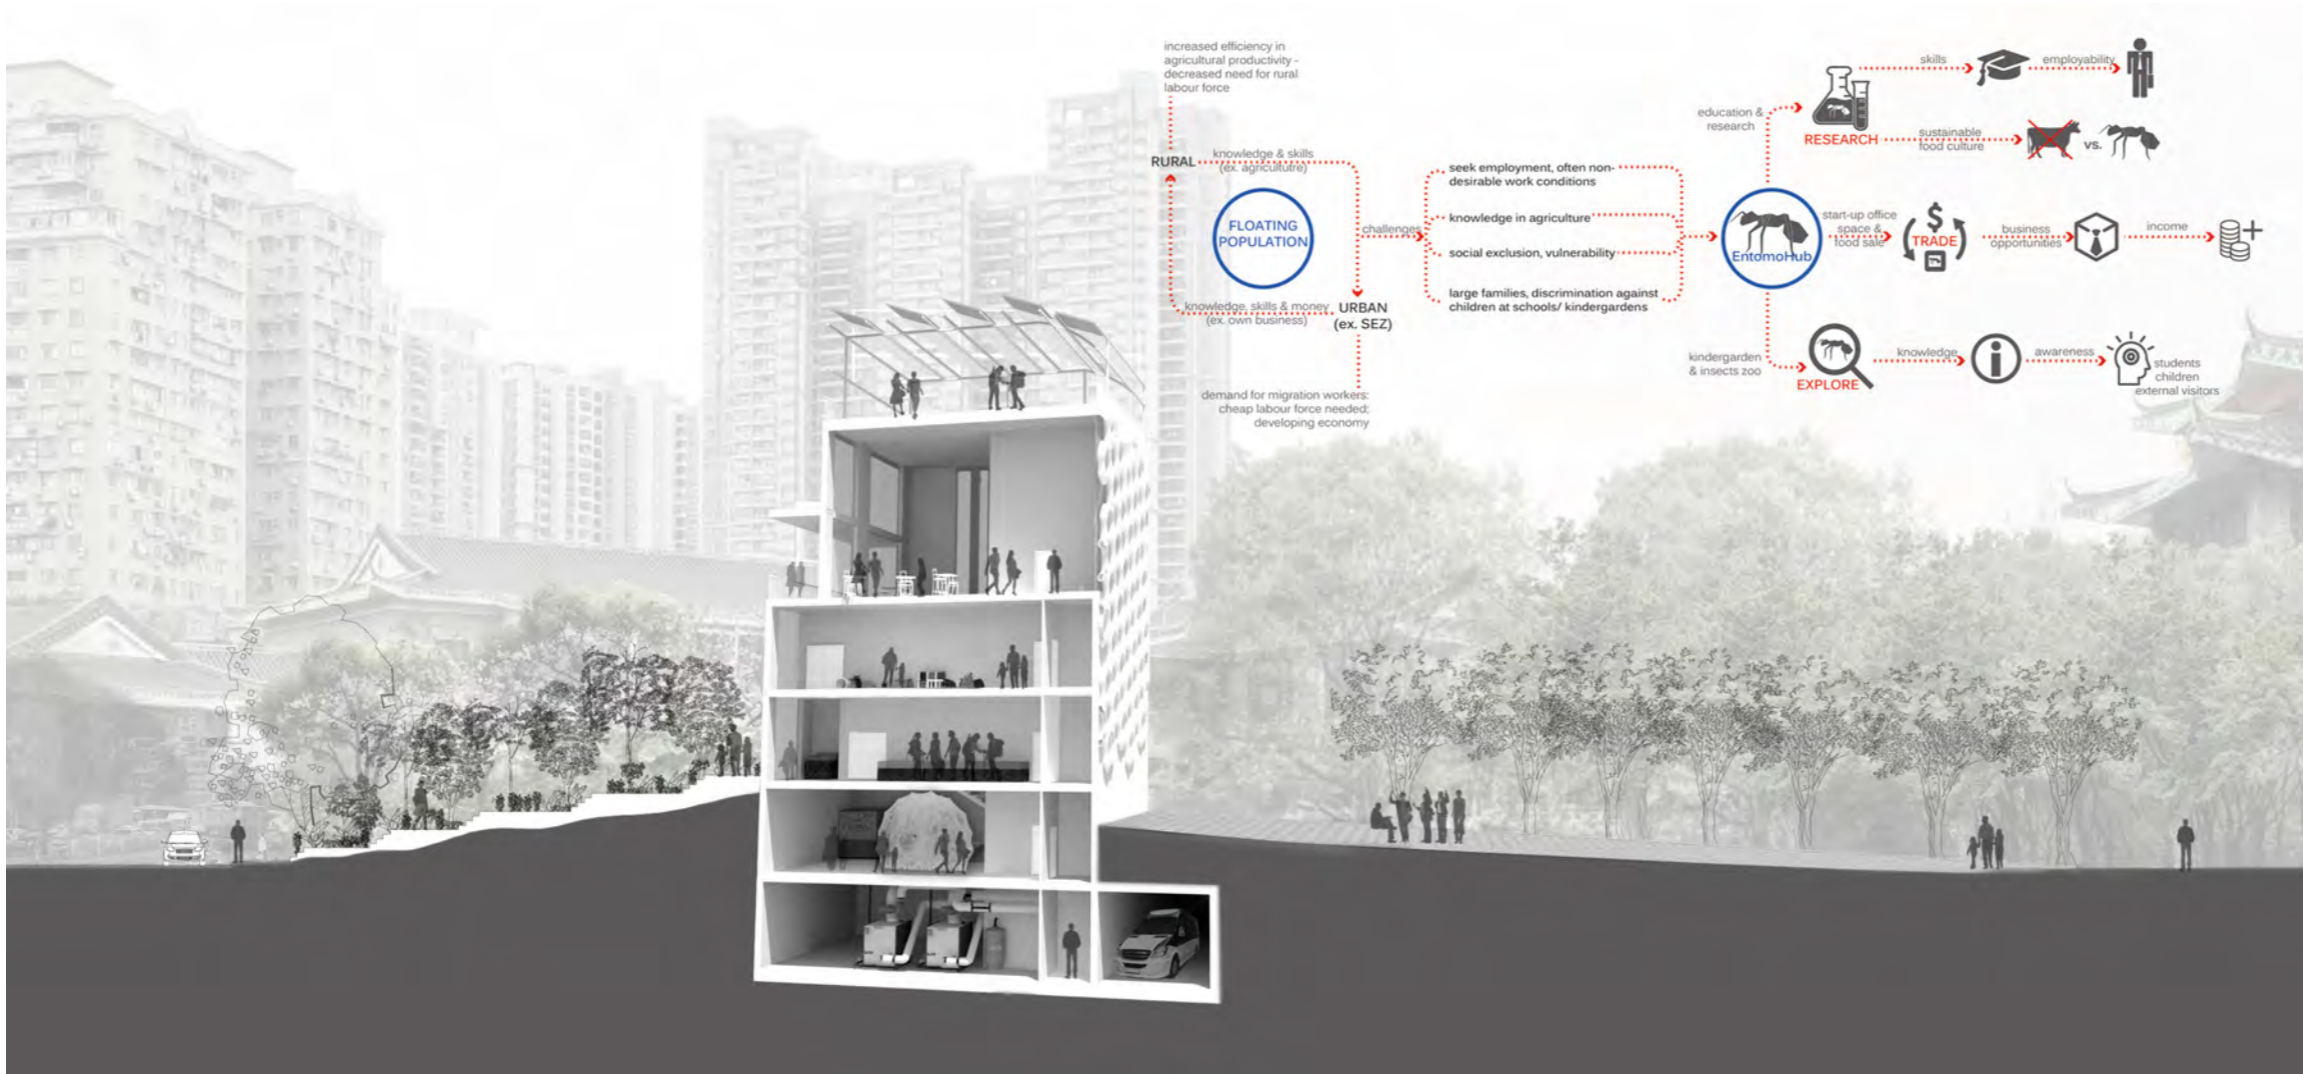 increased efficiency in
agricultural productivity -
decreased need for rural
labour force
RURAL
knowledge & skills
(ex. agricultutre)
FLOATING
POPULATION
knowledge, skills & money
(ex. own business)
URBAN
(ex. SEZ)
demand for migration workers:
cheap labour force needed;
developing economy
challenges
seek employment, often non-
desirable work conditions
knowledge in agriculture
social exclusion, vulnerability
large families, discrimination against
children at schools/ kindergardens
EntomoHub
education &
research
RESEARCH
skills
employability
sustainable
food culture
vs.
start-up office
space &
food sale
$
TRADE
business
opportunities
income
+
kindergarden
& insects zoo
EXPLORE
knowledge
i
awareness
students
children
external visitors